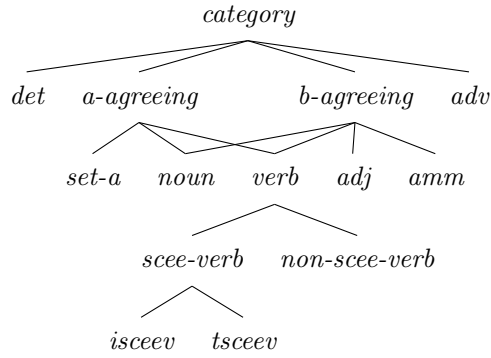 category
det a-agreeing b-agreeing adv
set-a noun verb adj amm
scee-verb non-scee-verb
isceev tsceev